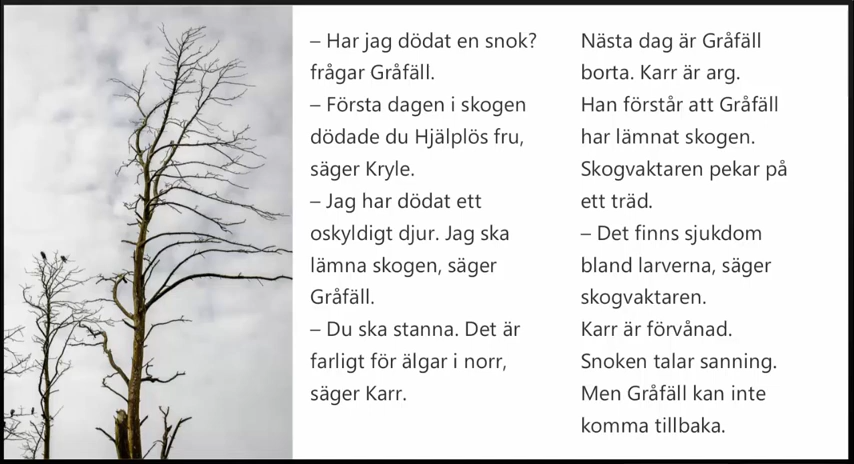 – Har jag dödat en snok?
frågar Gråfäll.
– Första dagen i skogen
dödade du Hjälplös fru,
säger Kryle.
– Jag har dödat ett
oskyldigt djur. Jag ska
lämna skogen, säger
Gråfäll.
– Du ska stanna. Det är
farligt för älgar i norr,
säger Karr.
Nästa dag är Gråfäll
borta. Karr är arg.
Han förstår att Gråfäll
har lämnat skogen.
Skogvaktaren pekar på
ett träd.
– Det finns sjukdom
bland larverna, säger
skogvaktaren.
Karr är förvånad.
Snoken talar sanning.
Men Gråfäll kan inte
komma tillbaka.